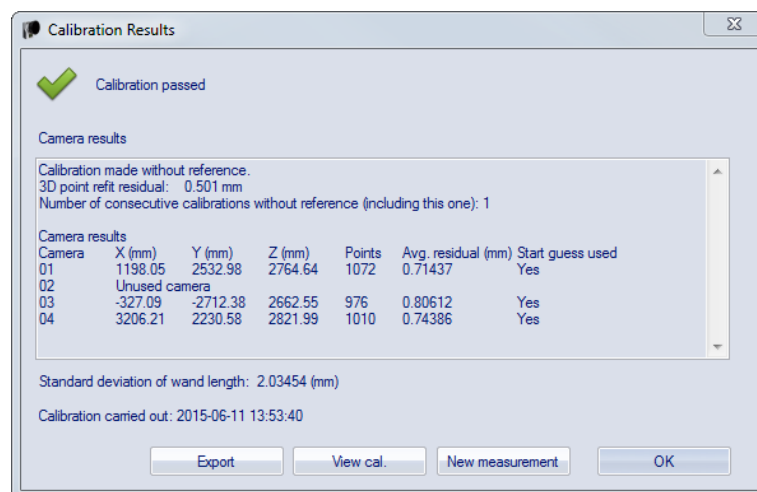 Calibration Results
Calibration passed
Camera results
Calibration made without reference.
3D point refit residual: 0.501 mm
Number of consecutive calibrations without reference (including this one): 1
Camera results
Camera X (mm) Y (mm) Z (mm) Points Avg. residual (mm) Start guess used
01 1198.05 2532.98 2764.64 1072 0.71437 Yes
02 Unused camera
03 -327.09 -2712.38 2662.55 976 0.80612 Yes
04 3206.21 2230.58 2821.99 1010 0.74386 Yes
Standard deviation of wand length: 2.03454 (mm)
Calibration carried out: 2015-06-11 13:53:40
Export View cal. New measurement OK